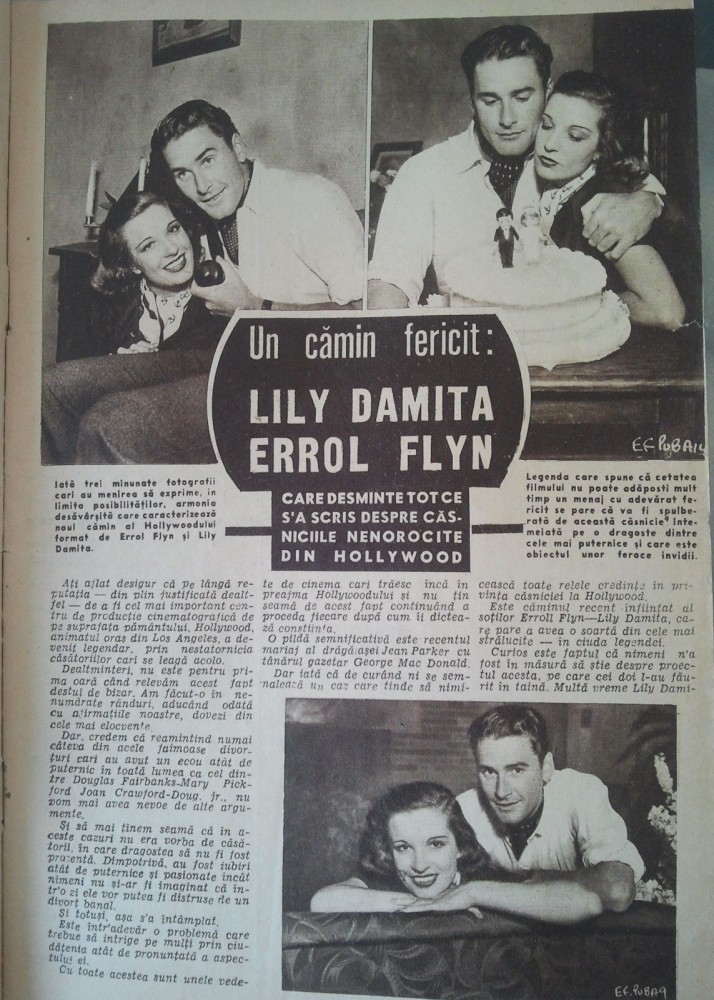 Un cămin fericit:
LILY DAMITA
ERROL FLYN
CARE DESMINTE TOT CE
S'A SCRIS DESPRE CĂS-
NICIILE NENOROCITE
DIN HOLLYWOOD
Iată trei minunate fotografii
cari au menirea să exprime, în
limita posibilităților, armonia
desăvârșită care caracterizează
noul cămin al Hollywoodului
format de Errol Flyn și Lily
Damita.
Legenda care spune că cetatea
filmului nu poate adăposti mult
timp un menaj cu adevărat fe-
ricit se pare că va fi spulbe-
rată de această căsnicie înte-
meiată pe o dragoste dintre
cele mai puternice și care este
obiectul unor feroce invidii.
Ați aflat desigur că pe lângă re-
putația — din plin justificată dealt-
fel — de a fi cel mai important cen-
tru de producție cinematografică de
pe suprafața pământului, Hollywood,
animatul oraș din Los Angeles, a de-
venit legendar, prin nestatornicia
căsătoriilor cari se leagă acolo.
Dealtminteri, nu este pentru pri-
ma oară când relevăm acest fapt
destul de bizar. Am făcut-o în ne-
numărate rânduri, aducând odată
cu afirmațiile noastre, dovezi din
cele mai elocvente.
Dar, credem că reamintind numai
câteva din acele faimoase divor-
țuri cari au avut un ecou atât de
puternic în toată lumea ca cel din-
tre Douglas Fairbanks-Mary Pick-
ford Joan Crawford-Doug. jr., nu
vom mai avea nevoe de alte argu-
mente.
Și să mai ținem seamă că în a-
ceste cazuri nu era vorba de căsă-
torii, în care dragostea să nu fi fost
prezentă. Dimpotrivă, au fost iubiri
atât de puternice și pasionate încât
nimeni nu și-ar fi imaginat că în-
tr'o zi ele vor putea fi distruse de un
divorț banal.
Și totuși, așa s'a întâmplat.
Este într'adevăr o problemă care
trebue să intrige pe mulți prin ciu-
dățenia atât de pronunțată a aspec-
tului ei.
Cu toate acestea sunt unele vede-
te de cinema cari trăesc încă în
preajma Hollywoodului și nu țin
seamă de acest fapt continuând a
proceda fiecare după cum îi dictea-
ză conștiința.
O pildă semnificativă este recentul
mariaj al drăgălașei Jean Parker cu
tânărul gazetar George Mac Donald.
Dar iată că de curând ni se sem-
nalează un caz care tinde să nimi-
cească toate relele credințe în pri-
vința căsniciei la Hollywood.
Este căminul recent înființat al
soților Errol Flyn—Lily Damita, ca-
re pare a avea o soartă din cele mai
strălucite — în ciuda legendei.
Curios este faptul că nimeni n'a
fost în măsură să știe despre proec-
tul acesta, pe care cei doi l-au fău-
rit în taină. Multă vreme Lily Dami-